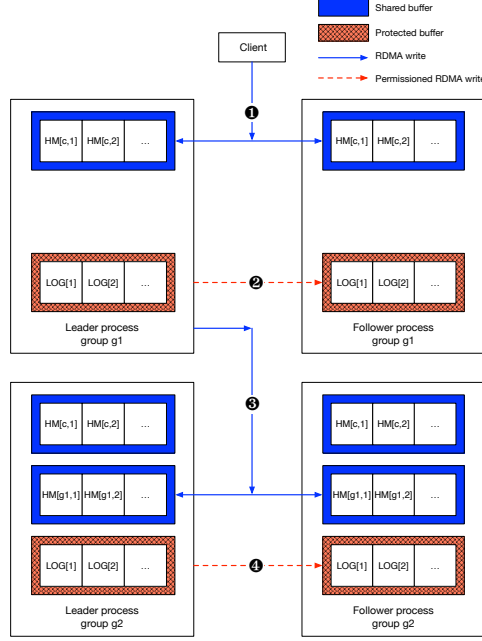 Shared buffer
Client
Protected buffer
RDMA write
Permissioned RDMA write
❶
HM[c,1] HM[c,2] ...
HM[c,1] HM[c,2] ...
LOG[1] LOG[2] ...
❷
LOG[1] LOG[2] ...
Leader process
group g1
Follower process
group g1
❸
HM[c,1] HM[c,2] ...
HM[c,1] HM[c,2] ...
HM[g1,1] HM[g1,2] ...
HM[g1,1] HM[g1,2] ...
LOG[1] LOG[2] ...
❹
LOG[1] LOG[2] ...
Leader process
group g2
Follower process
group g2